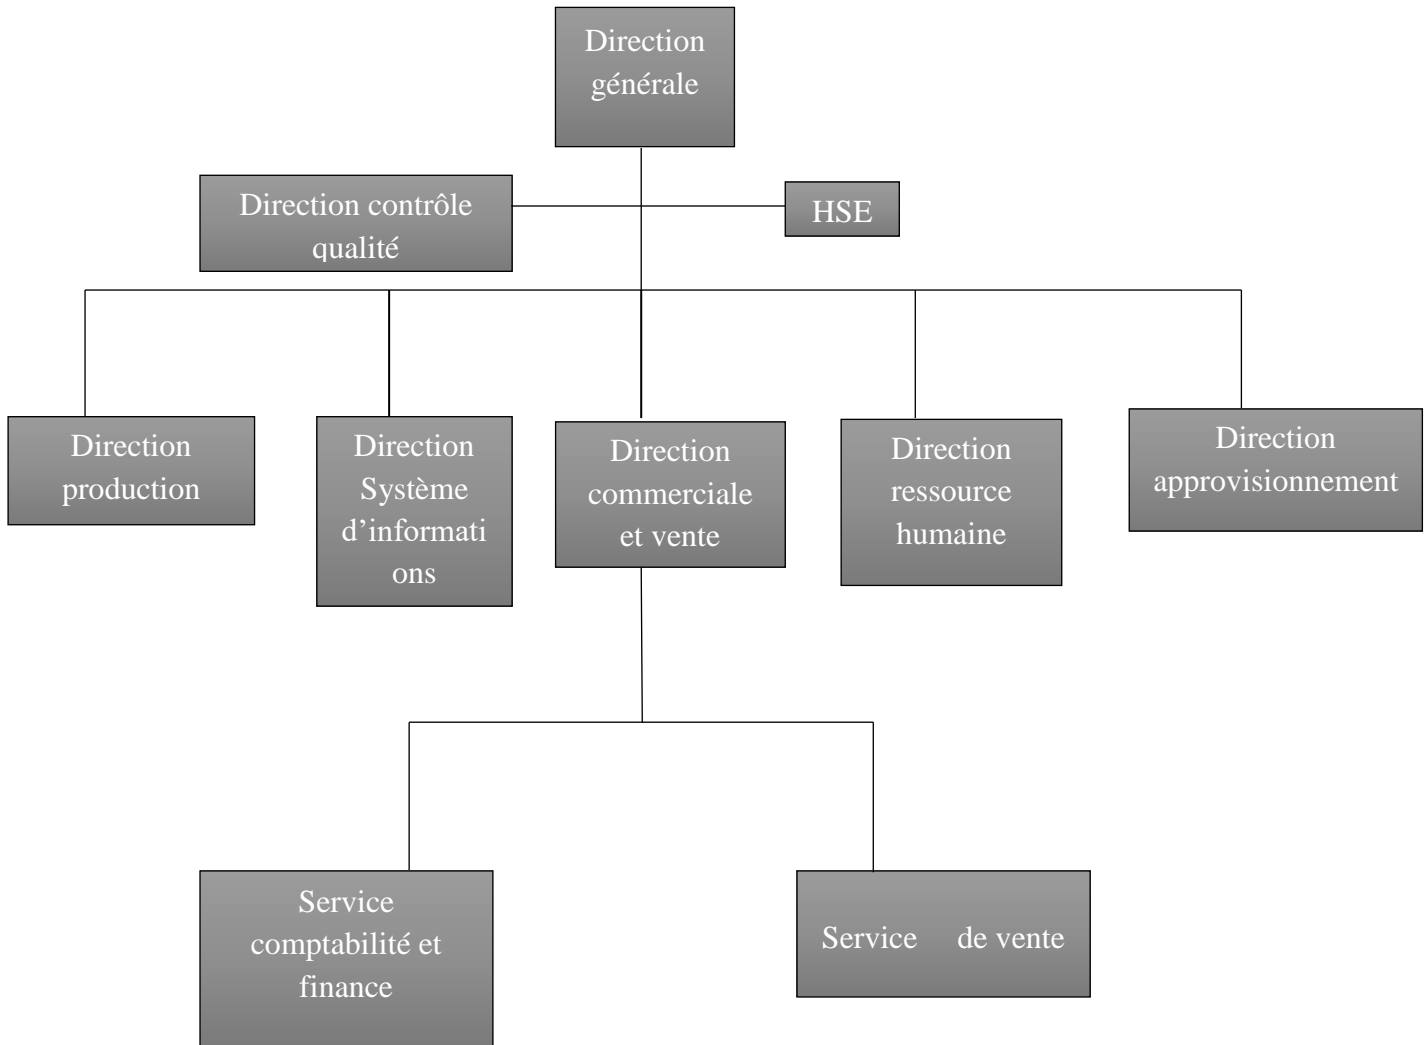 Direction
générale
Direction contrôle
qualité
HSE
Direction
production
Direction
Système
d’informati
ons
Direction
commerciale
et vente
Direction
ressource
humaine
Direction
approvisionnement
Service
comptabilité et
finance
Service de vente